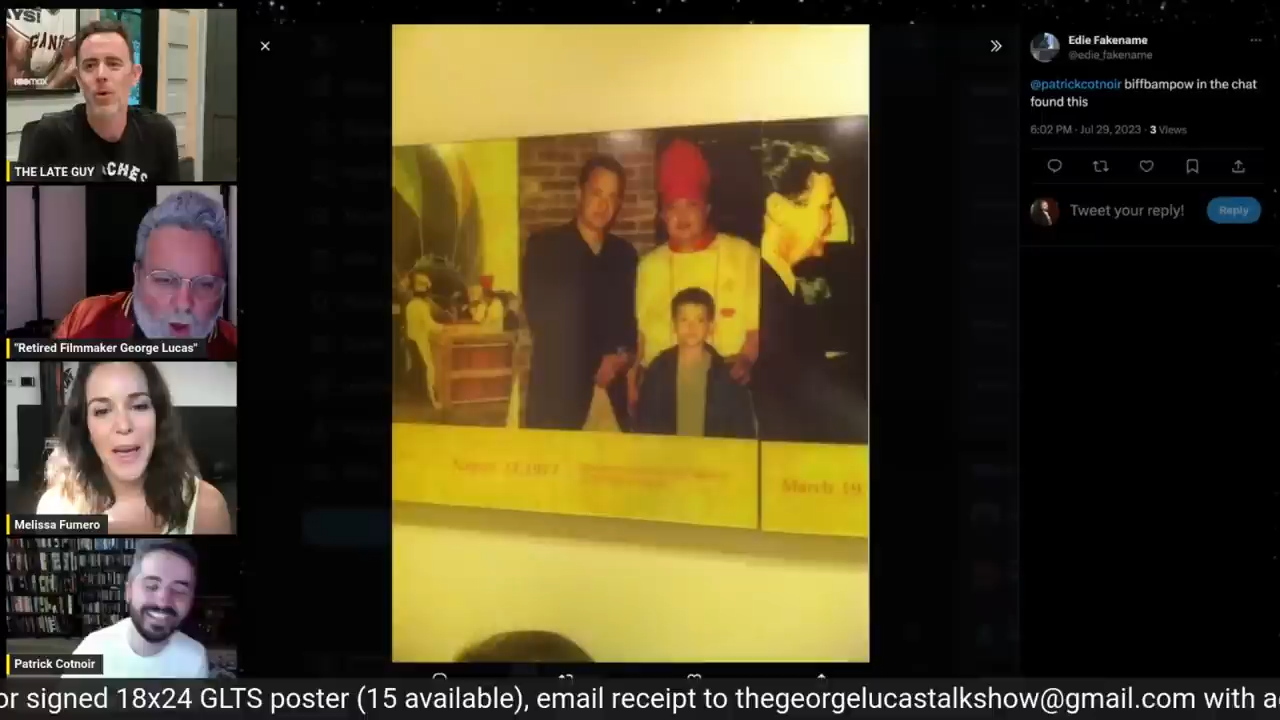 HBOmax
CHES
THE LATE GUY
"Retired Filmmaker George Lucas"
Melissa Fumero
Patrick Cotnoir
March 19
Edie Fakename
@edie_fakename
@patrickcotnoir biffbampow in the chat
found this
6:02 PM · Jul 29, 2023 · 3 Views
Tweet your reply!
Reply
or signed 18x24 GLTS poster (15 available), email receipt to thegeorgelucastalkshow@gmail.com with a